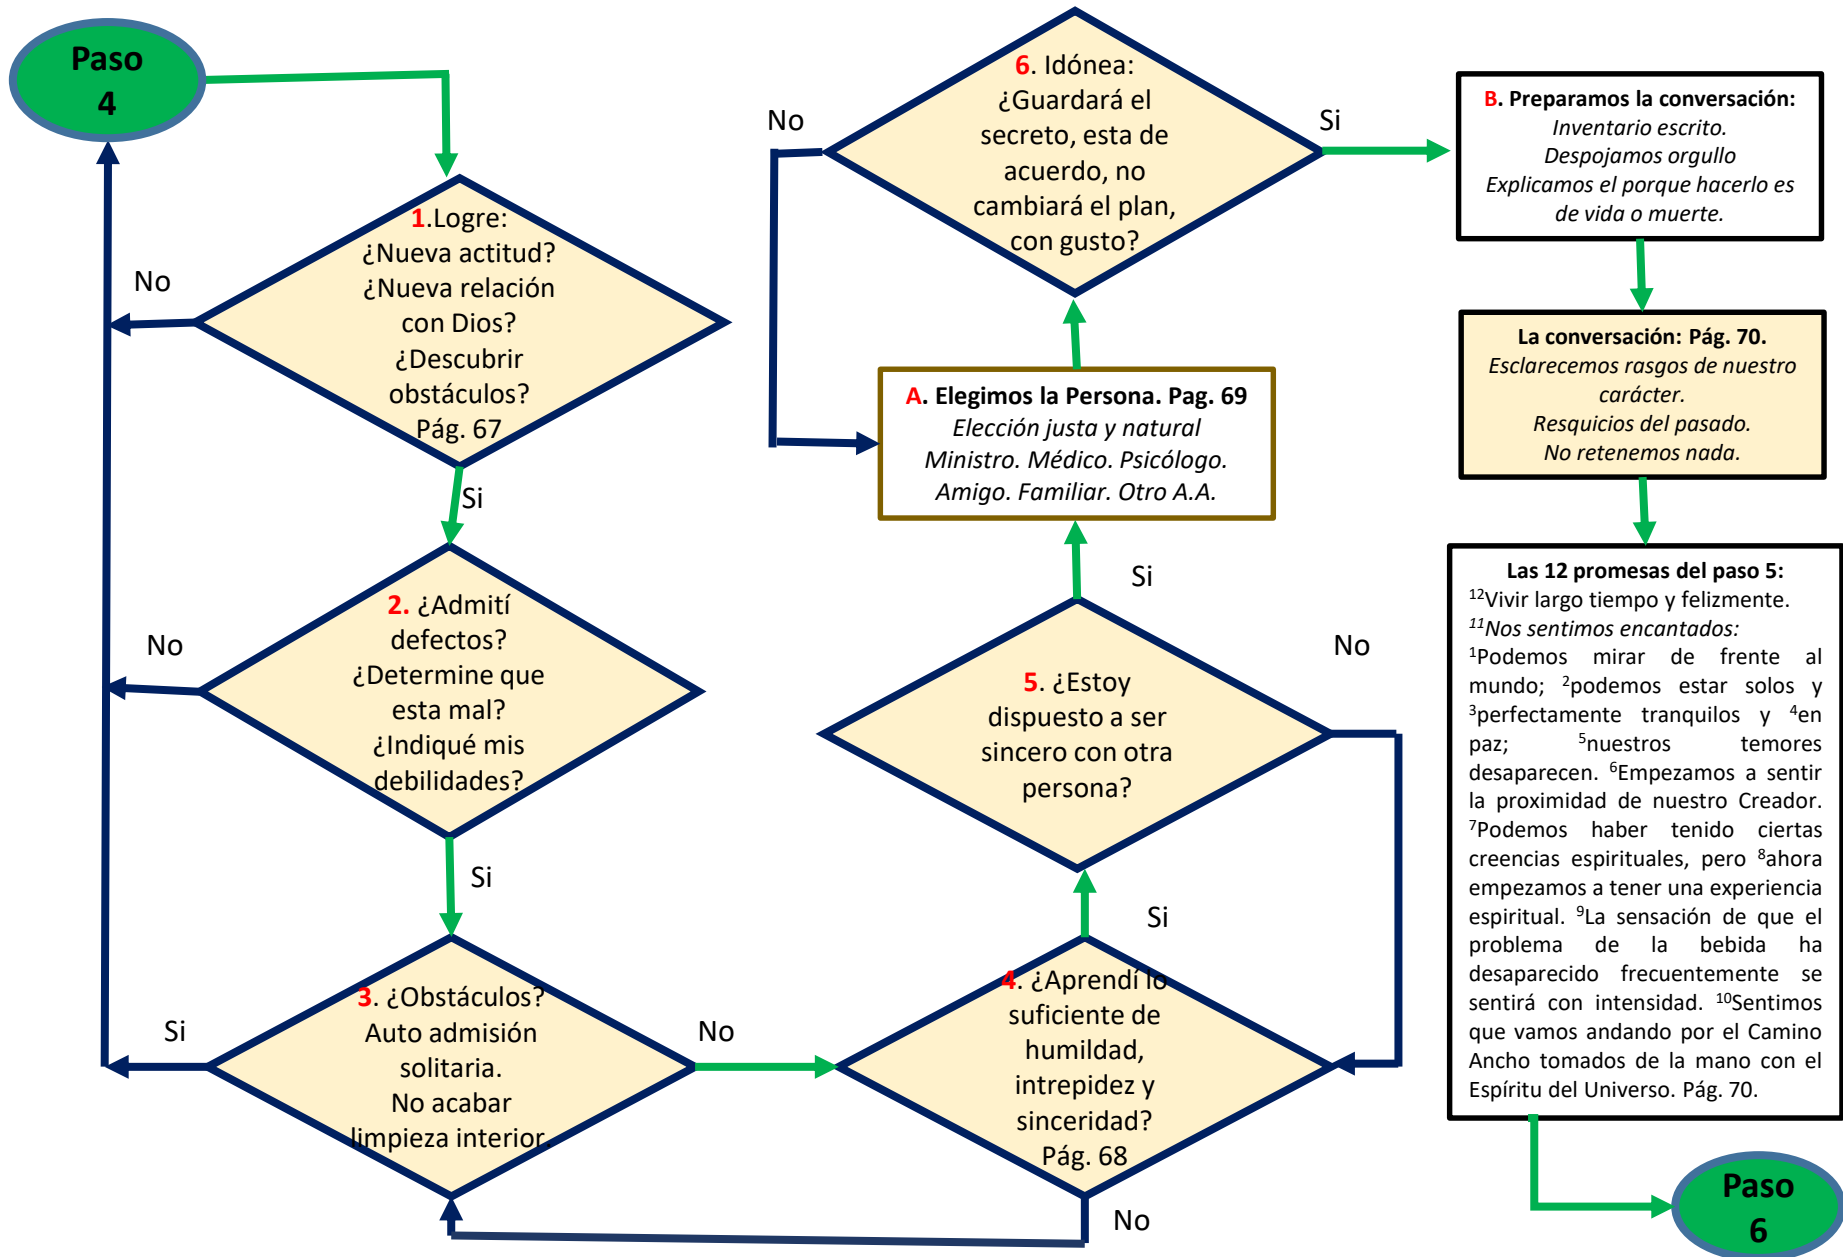 Paso
4
1.Logre:
¿Nueva actitud?
¿Nueva relación
con Dios?
¿Descubrir
obstáculos?
Pág. 67
No
Si
2. ¿Admití
defectos?
¿Determine que
esta mal?
¿Indiqué mis
debilidades?
No
Si
3. ¿Obstáculos?
Auto admisión
solitaria.
No acabar
limpieza interior.
Si
No
4. ¿Aprendí lo
suficiente de
humildad,
intrepidez y
sinceridad?
Pág. 68
No
Si
5. ¿Estoy
dispuesto a ser
sincero con otra
persona?
No
Si
A. Elegimos la Persona. Pag. 69
Elección justa y natural
Ministro. Médico. Psicólogo.
Amigo. Familiar. Otro A.A.
6. Idónea:
¿Guardará el
secreto, esta de
acuerdo, no
cambiará el plan,
con gusto?
No
Si
B. Preparamos la conversación:
Inventario escrito.
Despojamos orgullo
Explicamos el porque hacerlo es
de vida o muerte.
La conversación: Pág. 70.
Esclarecemos rasgos de nuestro
carácter.
Resquicios del pasado.
No retenemos nada.
Las 12 promesas del paso 5:
12Vivir largo tiempo y felizmente.
11Nos sentimos encantados:
1Podemos mirar de frente al
mundo; 2podemos estar solos y
3perfectamente tranquilos y 4en
paz; 5nuestros temores
desaparecen. 6Empezamos a sentir
la proximidad de nuestro Creador.
7Podemos haber tenido ciertas
creencias espirituales, pero 8ahora
empezamos a tener una experiencia
espiritual. 9La sensación de que el
problema de la bebida ha
desaparecido frecuentemente se
sentirá con intensidad. 10Sentimos
que vamos andando por el Camino
Ancho tomados de la mano con el
Espíritu del Universo. Pág. 70.
Paso
6